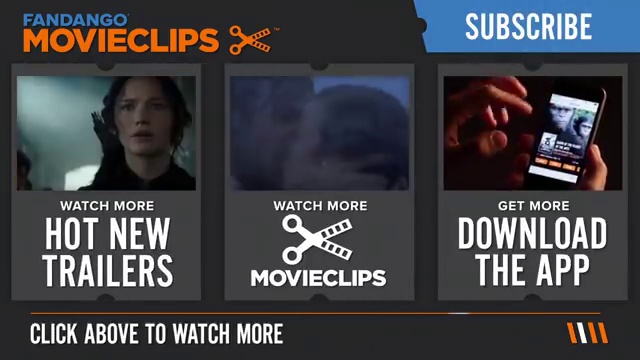 FANDANGO
MOVIECLIPS
SUBSCRIBE
WATCH MORE
HOT NEW
TRAILERS
WATCH MORE
MOVIECLIPS
GET MORE
DOWNLOAD
THE APP
CLICK ABOVE TO WATCH MORE